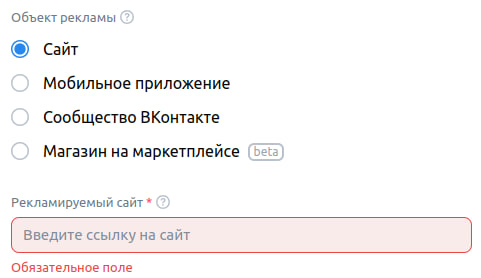 Объект рекламы ?
Сайт
Мобильное приложение
Сообщество ВКонтакте
Магазин на маркетплейсе beta
Рекламируемый сайт * ?
Введите ссылку на сайт
Обязательное поле